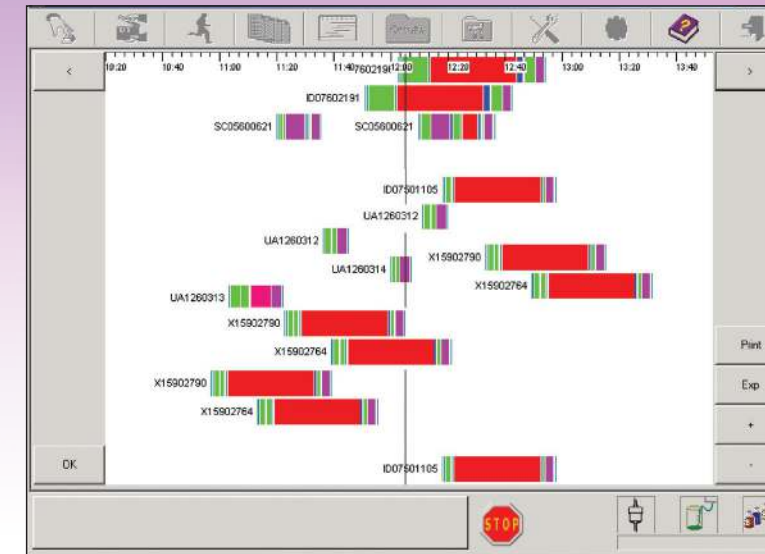 <
10:20 10:40 11:00 11:20 11:40 12:00 12:20 12:40 13:00 13:20 13:40
>
ID07602191
SC05600621 SC05600621
ID07501105
UA1260312
UA1260312
X15902790
UA1260314
X15902764
UA1260313
X15902790
X15902764
Print
X15902790
Exp
X15902764
+
OK
ID07501105
-
STOP